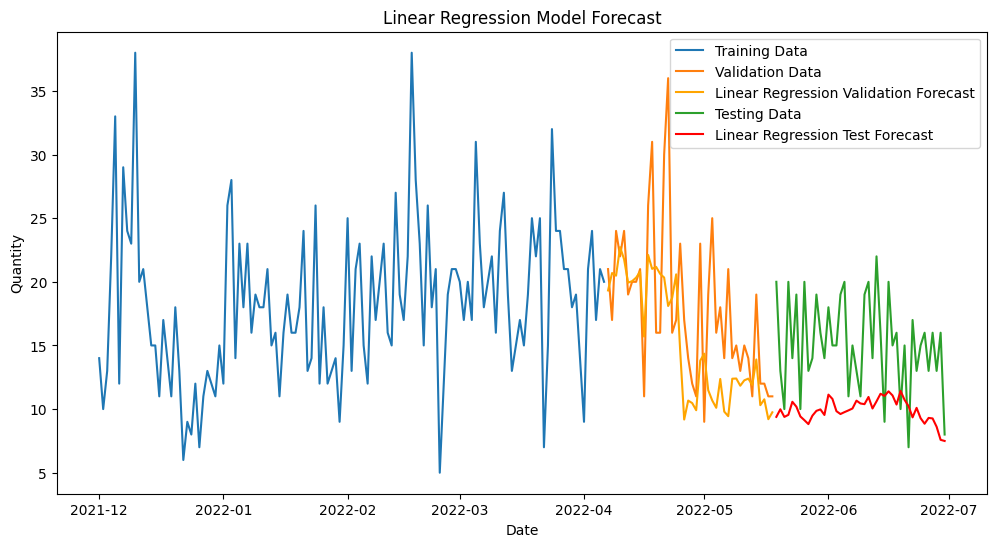 Linear Regression Model Forecast
Training Data
Validation Data
Linear Regression Validation Forecast
Testing Data
Linear Regression Test Forecast
Quantity
35
30
25
20
15
10
5
2021-12
2022-01
2022-02
2022-03
2022-04
2022-05
2022-06
2022-07
Date